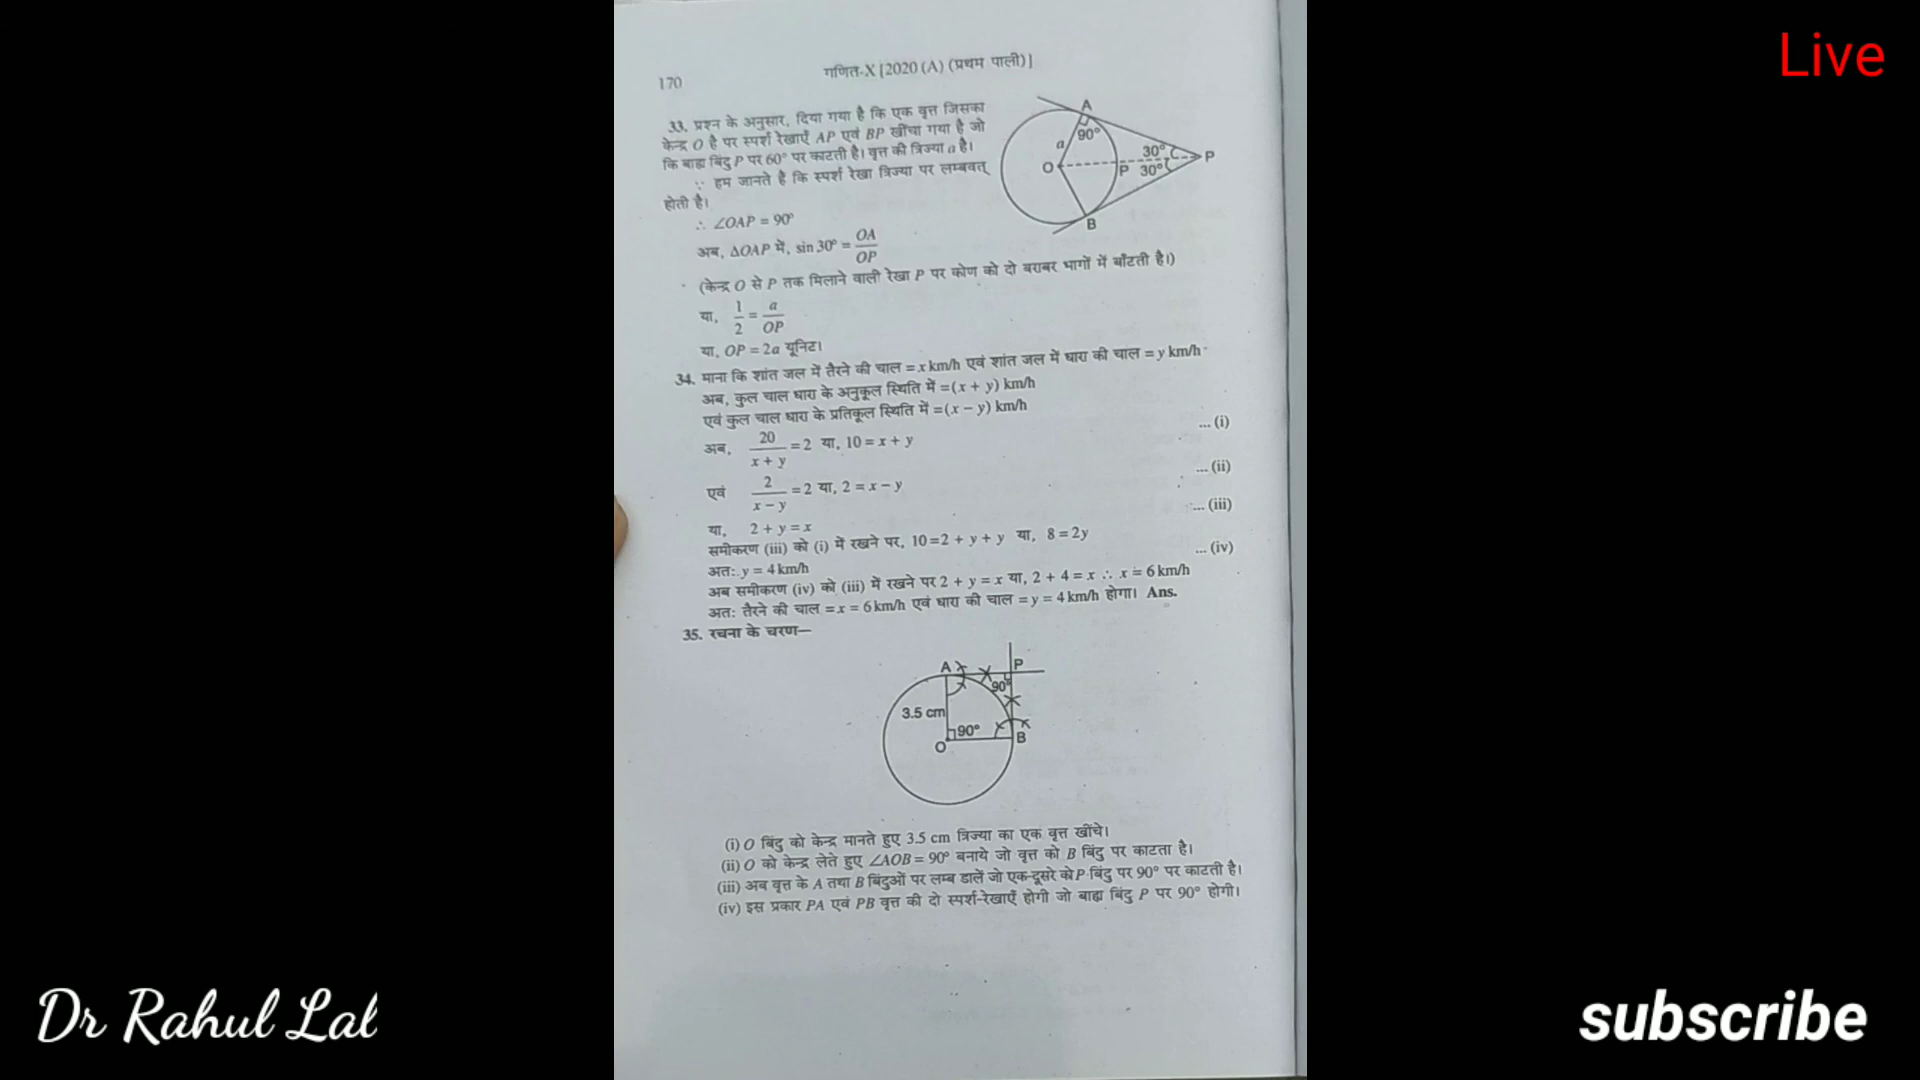 Live
170
गणित-X [2020 (A) (प्रथम पाली)]
33. प्रश्न के अनुसार, दिया गया है कि एक वृत्त जिसका
केन्द्र O है पर स्पर्श रेखाएँ AP एवं BP खींचा गया है जो
कि बाह्य बिंदु P पर 60° पर काटती है। वृत्त की त्रिज्या a है।
∵ हम जानते है कि स्पर्श रेखा त्रिज्या पर लम्बवत्
होती है।
A
90°
a
O
P
30°
30°
P
B
∴ ∠OAP = 90°
अब, ΔOAP में, sin 30° = OA/OP
(केन्द्र O से P तक मिलाने वाली रेखा P पर कोण को दो बराबर भागों में बाँटती है।)
या, 1/2 = a/OP
या, OP = 2a यूनिट।
34. माना कि शांत जल में तैरने की चाल = x km/h एवं शांत जल में धारा की चाल = y km/h
अब, कुल चाल धारा के अनुकूल स्थिति में = (x + y) km/h
एवं कुल चाल धारा के प्रतिकूल स्थिति में = (x – y) km/h
अब, 20/(x + y) = 2 या, 10 = x + y ... (i)
एवं 2/(x – y) = 2 या, 2 = x – y ... (ii)
या, 2 + y = x ... (iii)
समीकरण (iii) को (i) में रखने पर, 10 = 2 + y + y या, 8 = 2y
अतः y = 4 km/h ... (iv)
अब समीकरण (iv) को (iii) में रखने पर 2 + y = x या, 2 + 4 = x ∴ x = 6 km/h
अतः तैरने की चाल = x = 6 km/h एवं धारा की चाल = y = 4 km/h होगा। Ans.
35. रचना के चरण—
A
P
90°
3.5 cm
90°
O
B
(i) O बिंदु को केन्द्र मानते हुए 3.5 cm त्रिज्या का एक वृत्त खींचे।
(ii) O को केन्द्र लेते हुए ∠AOB = 90° बनाये जो वृत्त को B बिंदु पर काटता है।
(iii) अब वृत्त के A तथा B बिंदुओं पर लम्ब डालें जो एक-दूसरे को P बिंदु पर 90° पर काटती है।
(iv) इस प्रकार PA एवं PB वृत्त की दो स्पर्श-रेखाएँ होगी जो बाह्य बिंदु P पर 90° होगी।
Dr Rahul Lal
subscribe